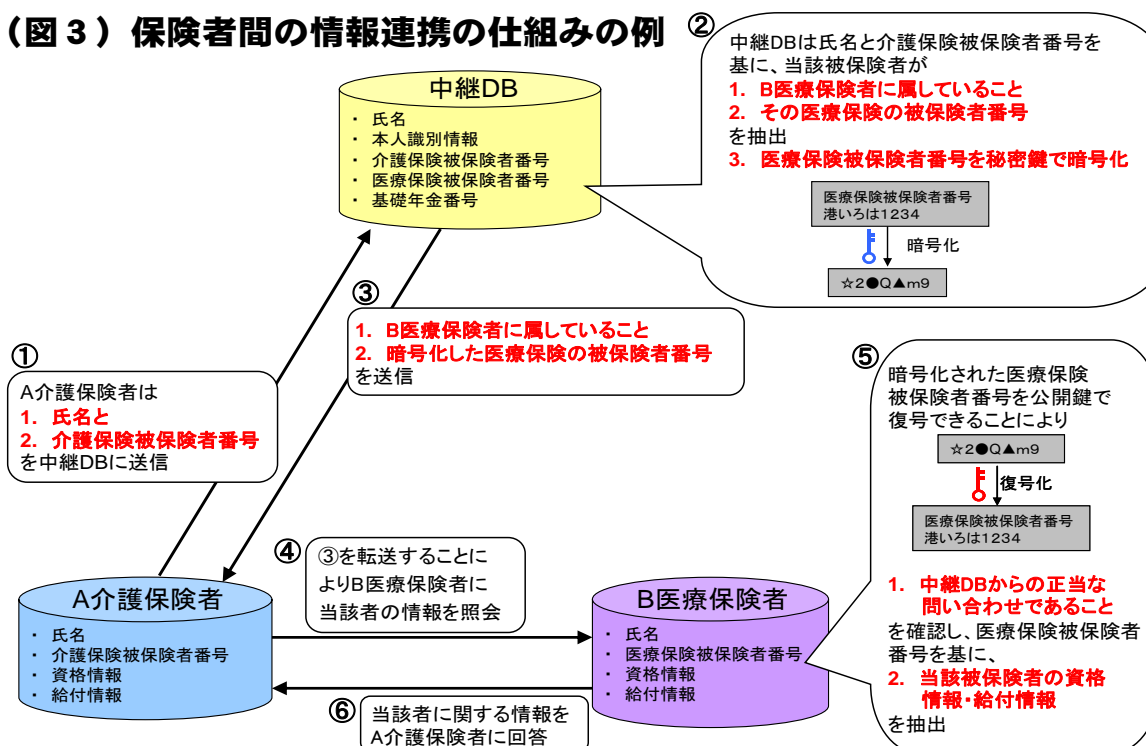 （図３）保険者間の情報連携の仕組みの例
②
中継DBは氏名と介護保険被保険者番号を
基に、当該被保険者が
1. B医療保険者に属していること
2. その医療保険の被保険者番号
を抽出
3. 医療保険被保険者番号を秘密鍵で暗号化
医療保険被保険者番号
港いろは1234
暗号化
☆2●Q▲m9
中継DB
・ 氏名
・ 本人識別情報
・ 介護保険被保険者番号
・ 医療保険被保険者番号
・ 基礎年金番号
③
1. B医療保険者に属していること
2. 暗号化した医療保険の被保険者番号
を送信
①
A介護保険者は
1. 氏名と
2. 介護保険被保険者番号
を中継DBに送信
④
③を転送することに
よりB医療保険者に
当該者の情報を照会
A介護保険者
・ 氏名
・ 介護保険被保険者番号
・ 資格情報
・ 給付情報
B医療保険者
・ 氏名
・ 医療保険被保険者番号
・ 資格情報
・ 給付情報
⑤
暗号化された医療保険
被保険者番号を公開鍵で
復号できることにより
☆2●Q▲m9
復号化
医療保険被保険者番号
港いろは1234
1. 中継DBからの正当な
問い合わせであること
を確認し、医療保険被保険者
番号を基に、
2. 当該被保険者の資格
情報・給付情報
を抽出
⑥
当該者に関する情報を
A介護保険者に回答